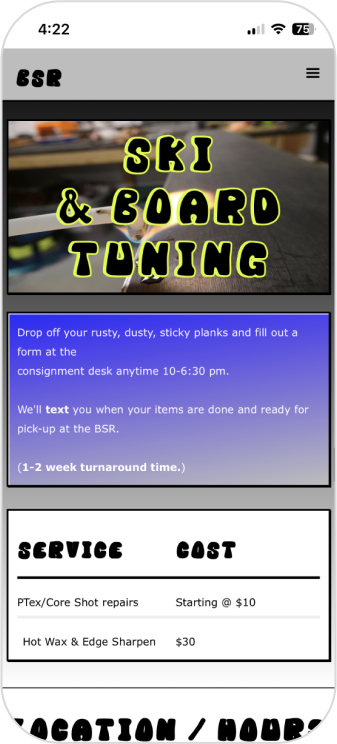 4:22
75
BSR
SKI
& BOARD
TUNING
Drop off your rusty, dusty, sticky planks and fill out a
form at the
consignment desk anytime 10-6:30 pm.
We'll text you when your items are done and ready for
pick-up at the BSR.
(1-2 week turnaround time.)
SERVICE COST
PTex/Core Shot repairs Starting @ $10
Hot Wax & Edge Sharpen $30
LOCATION / HOURS